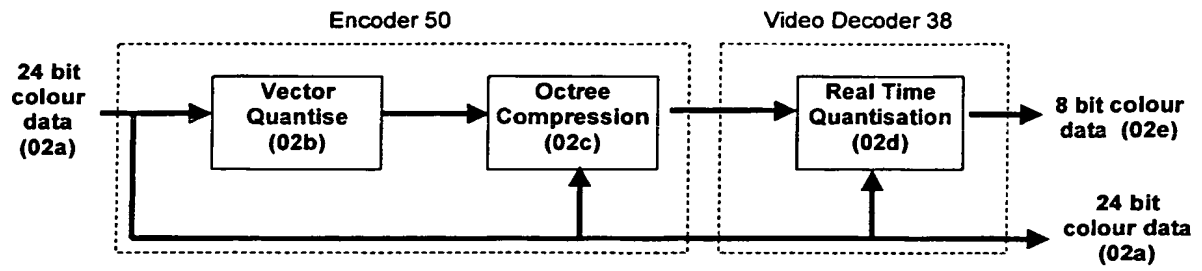 Encoder 50
Video Decoder 38
24 bit
colour
data
(02a)
Vector
Quantise
(02b)
Octree
Compression
(02c)
Real Time
Quantisation
(02d)
8 bit colour
data (02e)
24 bit
colour data
(02a)